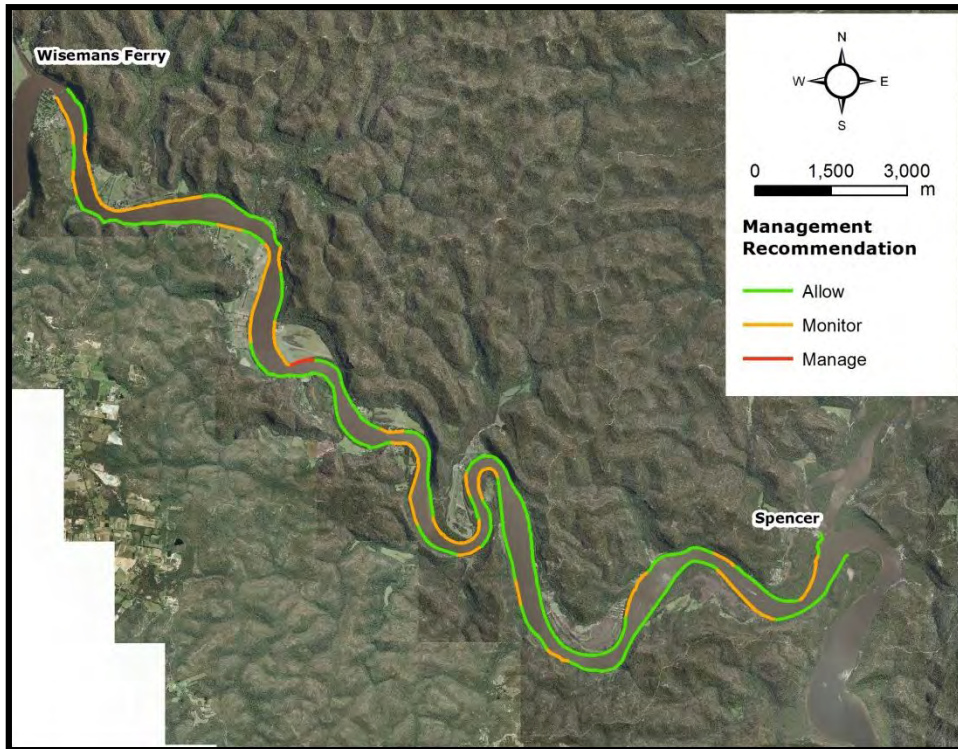 Wisemans Ferry
N
W E
S
0 1,500 3,000
m
Management
Recommendation
Allow
Monitor
Manage
Spencer